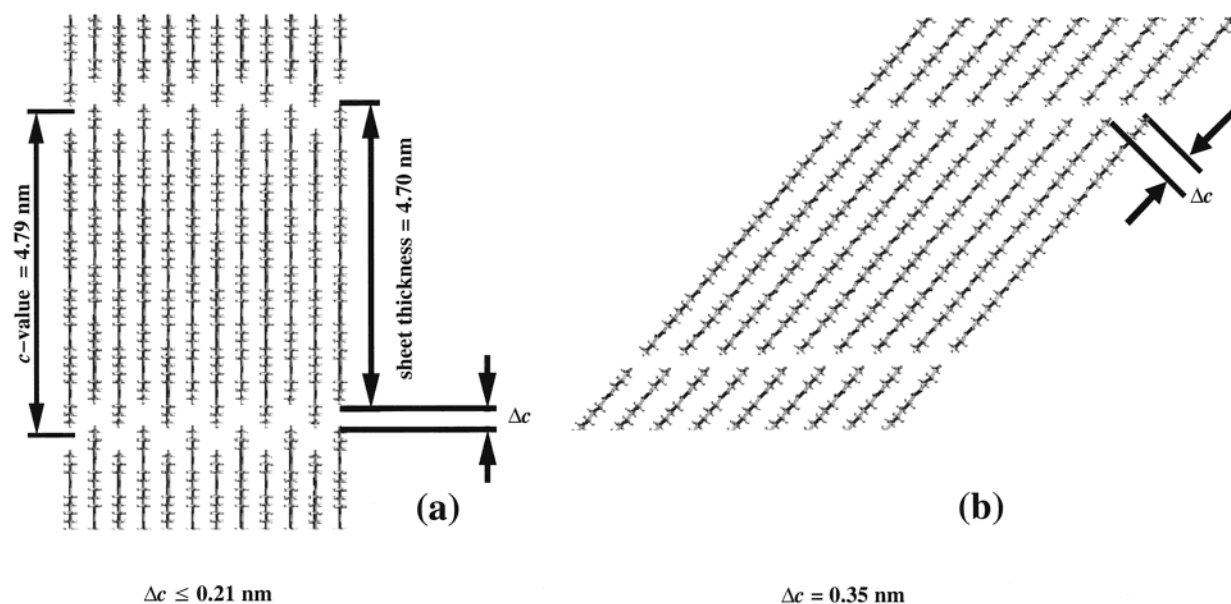 c-value = 4.79 nm
sheet thickness = 4.70 nm
Δc
(a)
Δc
(b)
Δc ≤ 0.21 nm
Δc = 0.35 nm